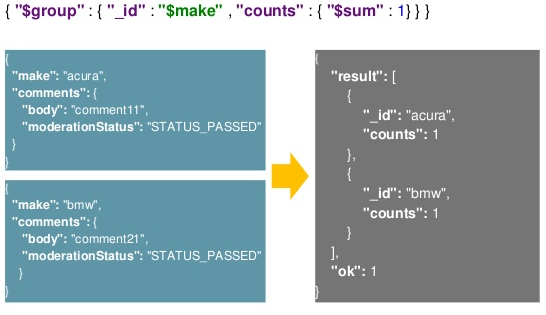 { "$group" : { "_id" : "$make" , "counts" : { "$sum" : 1} } }
{
"make": "acura",
"comments": {
"body": "comment11",
"moderationStatus": "STATUS_PASSED"
}
}
{
"make": "bmw",
"comments": {
"body": "comment21",
"moderationStatus": "STATUS_PASSED"
}
}
{
"result": [
{
"_id": "acura",
"counts": 1
},
{
"_id": "bmw",
"counts": 1
}
],
"ok": 1
}